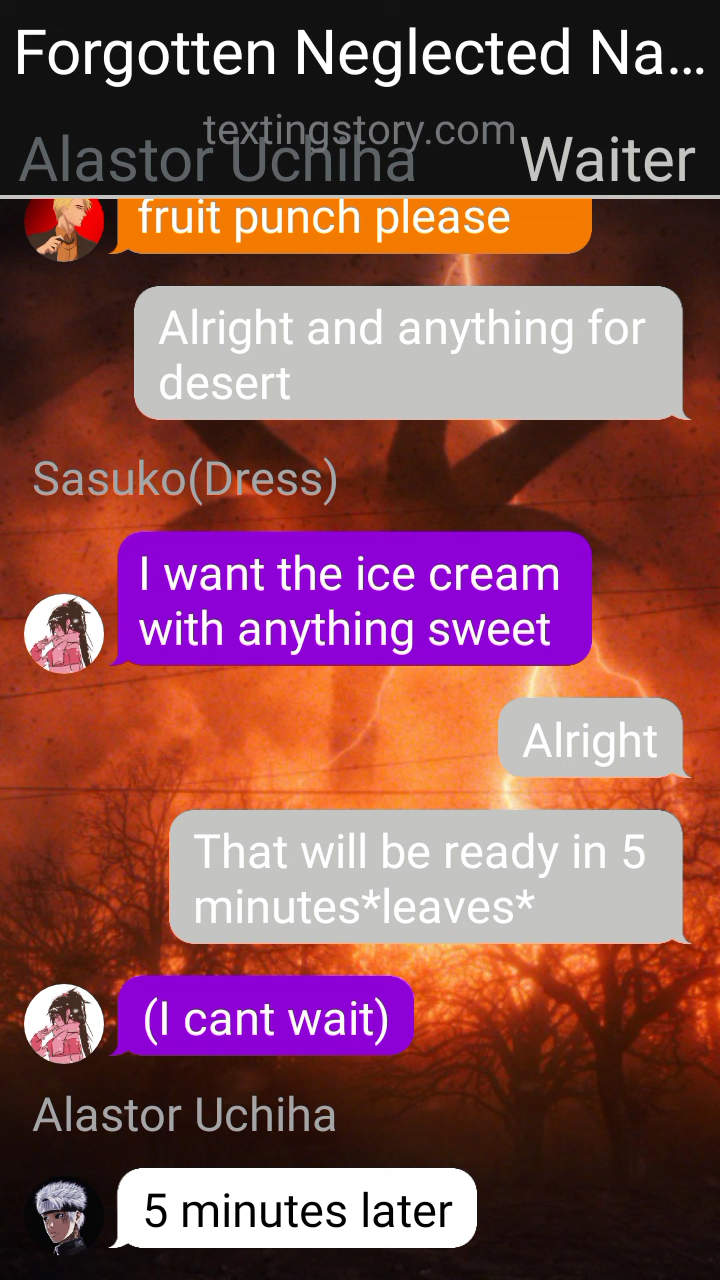 Forgotten Neglected Na...
textingstory.com
Alastor Uchiha
Waiter
fruit punch please
Alright and anything for
desert
Sasuko(Dress)
I want the ice cream
with anything sweet
Alright
That will be ready in 5
minutes*leaves*
(I cant wait)
Alastor Uchiha
5 minutes later